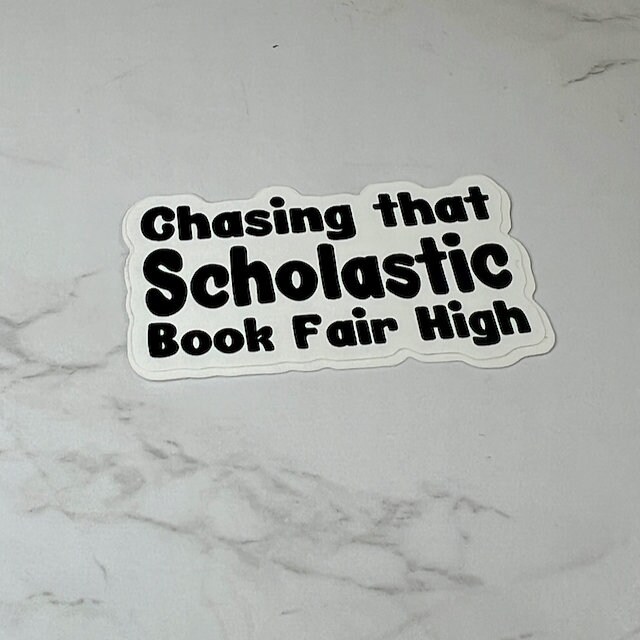 Chasing that
Scholastic
Book Fair High